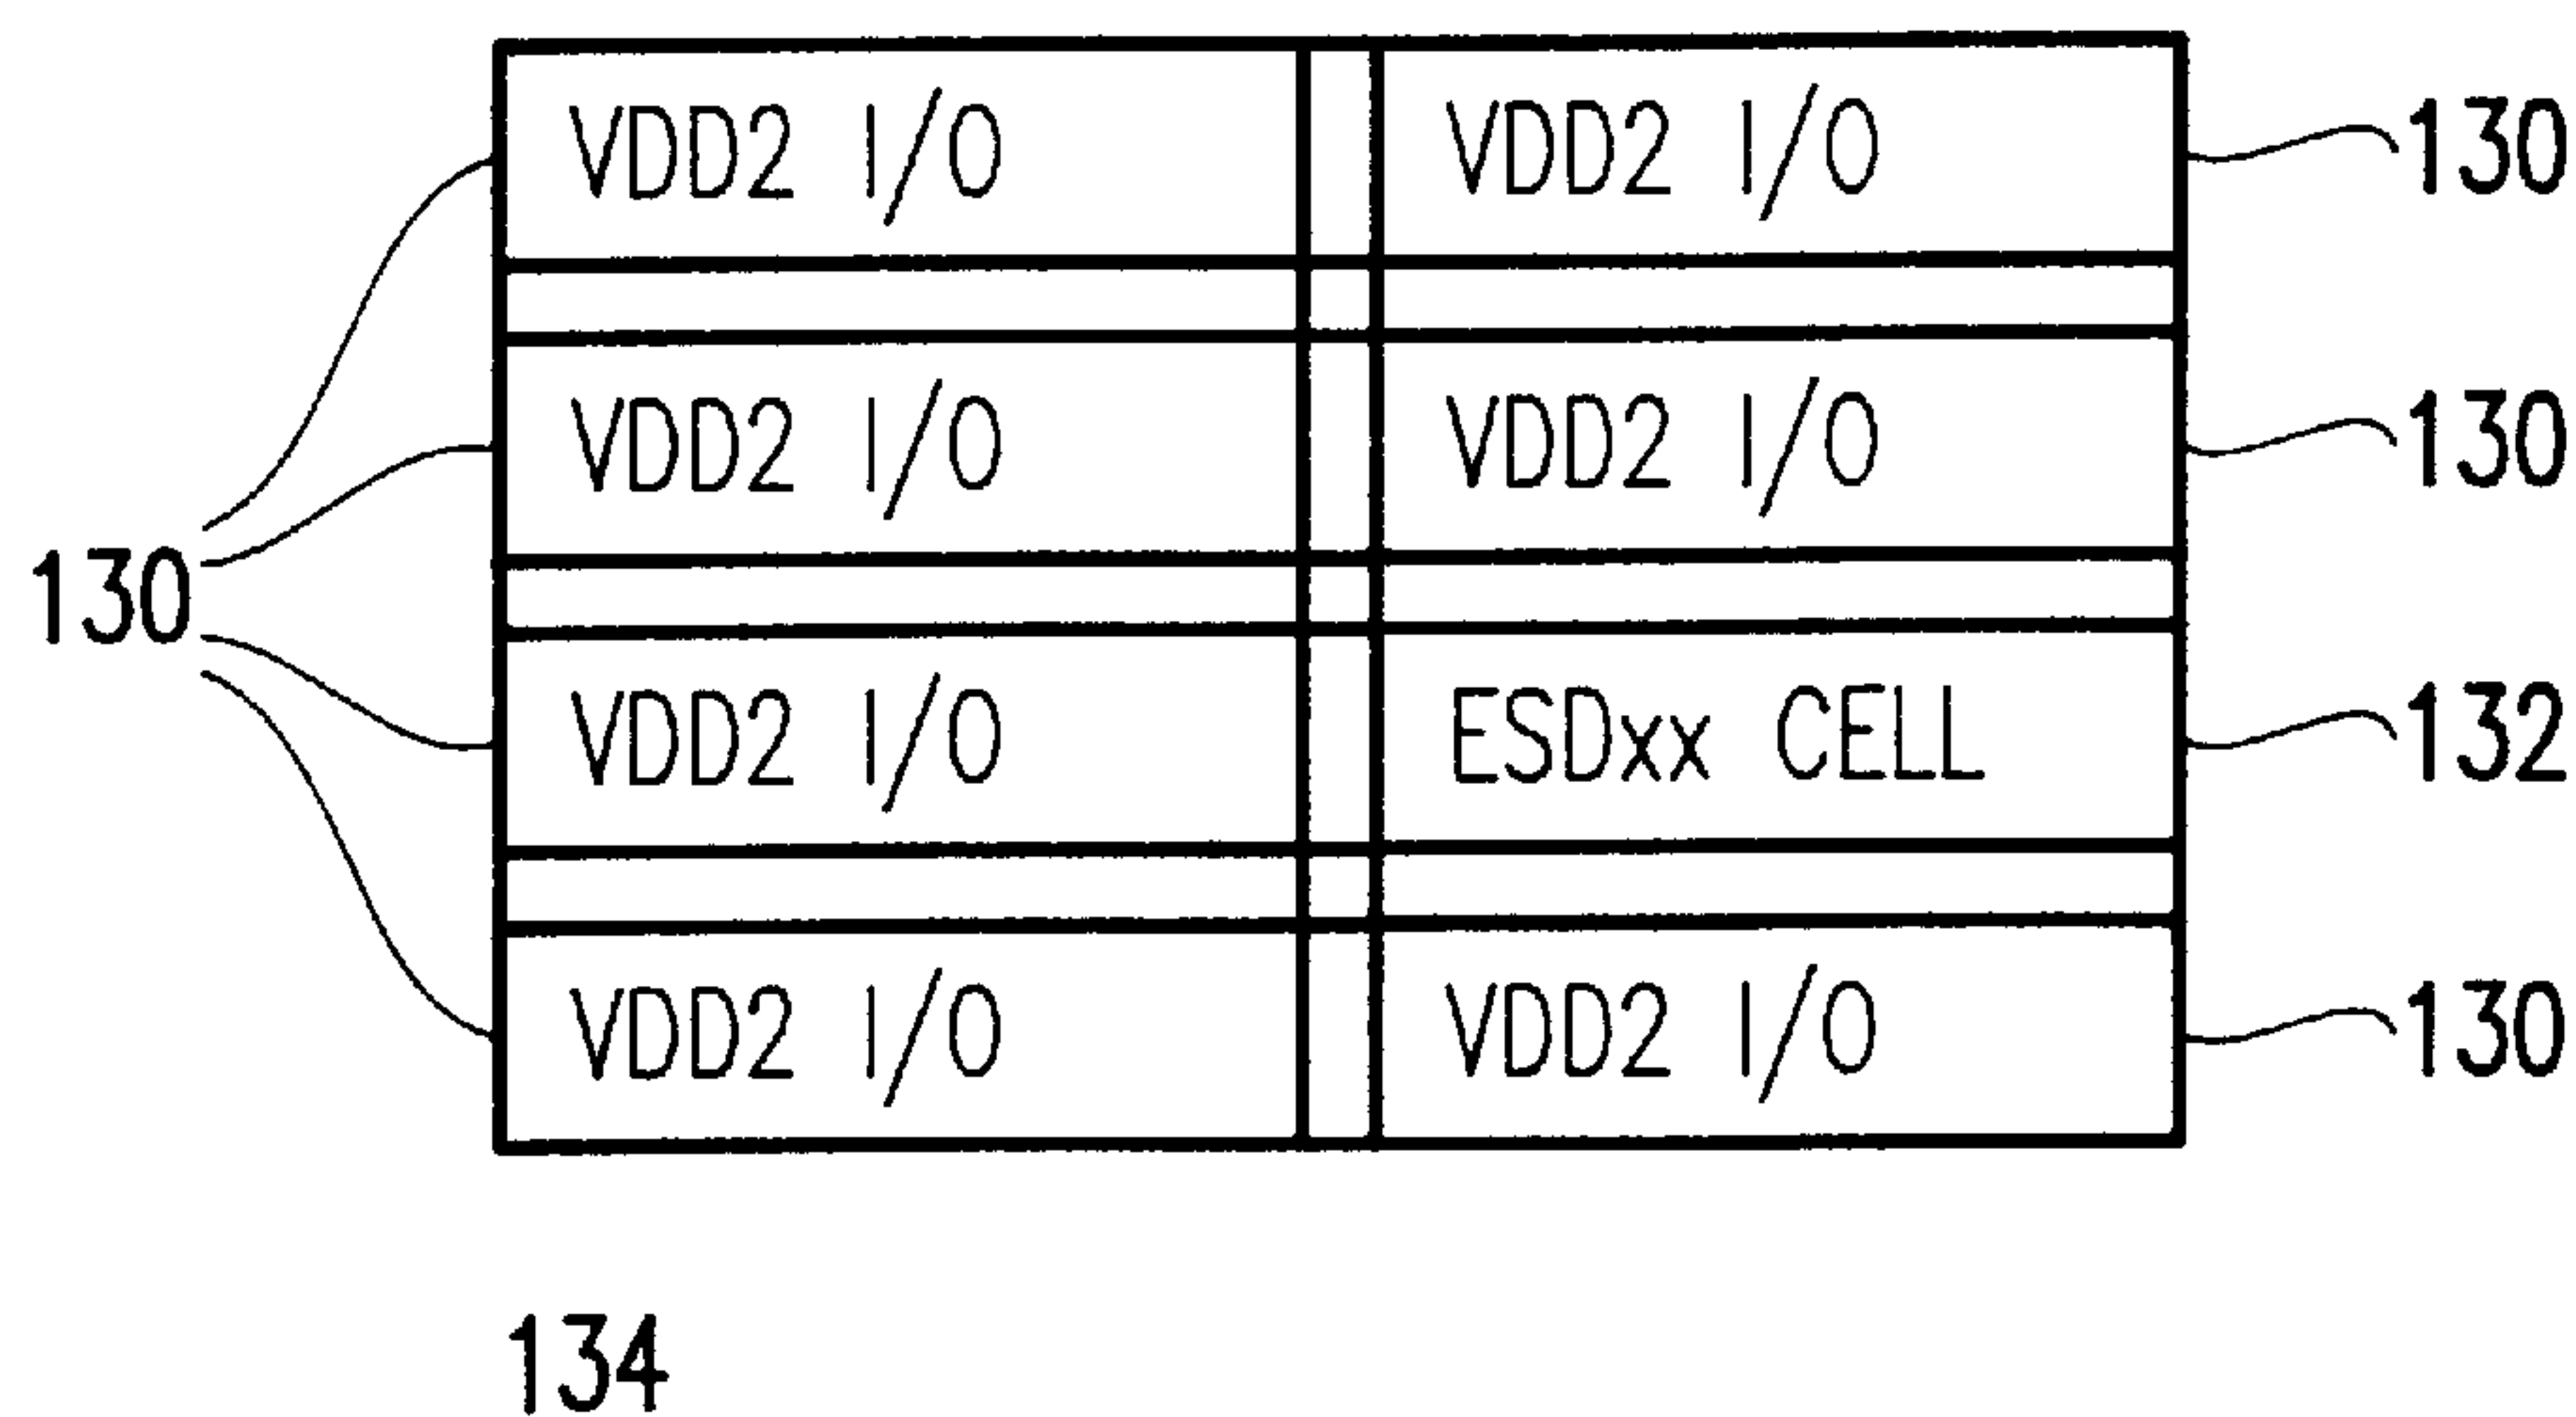 VDD2 I/O VDD2 I/O 130
VDD2 I/O VDD2 I/O 130
130
VDD2 I/O ESDxx CELL 132
VDD2 I/O VDD2 I/O 130
134